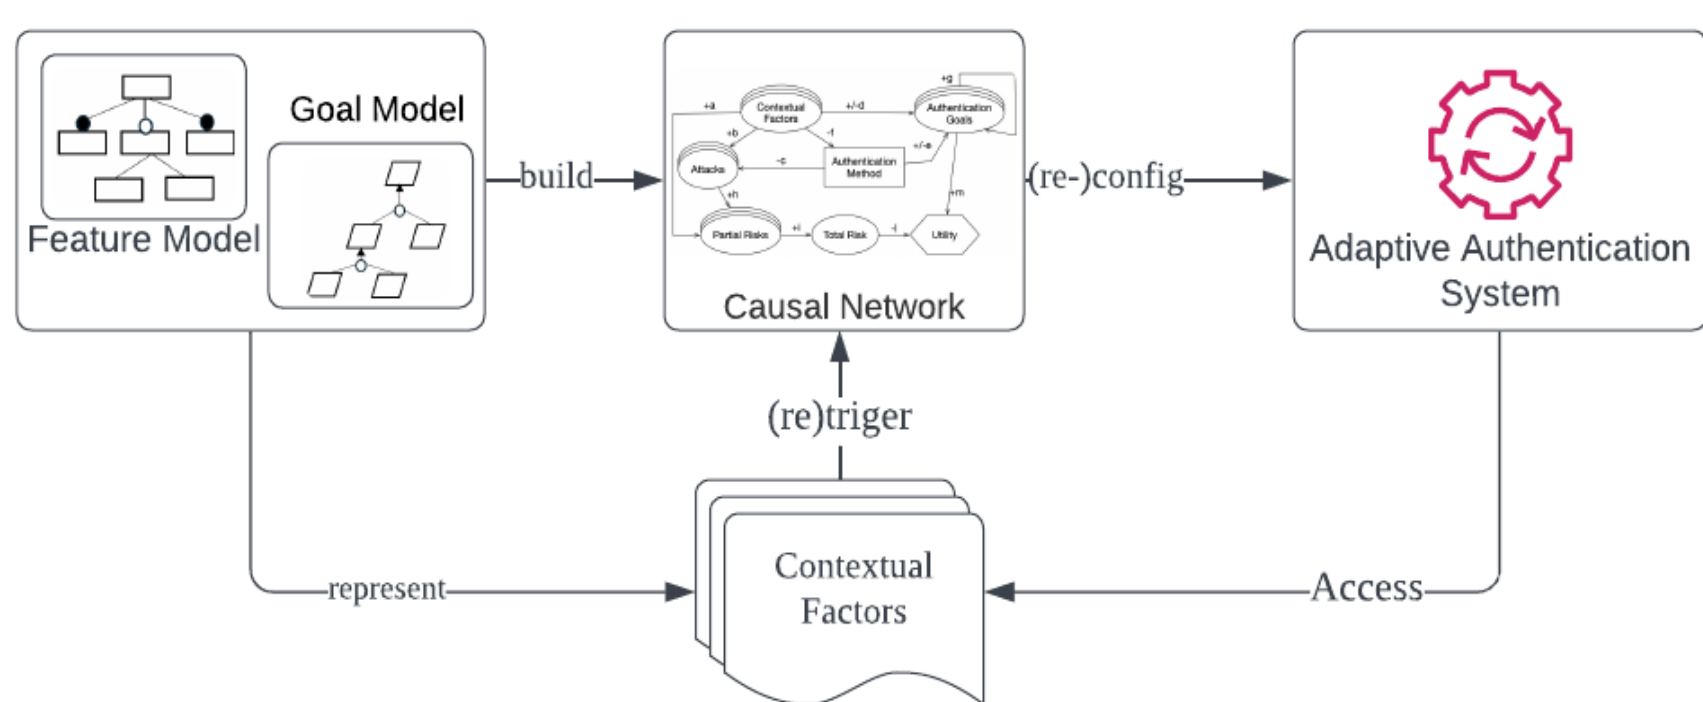 Goal Model
Feature Model
build
+a
Contextual
Factors
+/-d
+g
Authentication
Goals
+b
-f
+/-e
Attacks
-c
Authentication
Method
+h
+m
Partial Risks
+i
Total Risk
-l
Utility
Causal Network
(re-)config
Adaptive Authentication
System
(re)triger
represent
Contextual
Factors
Access